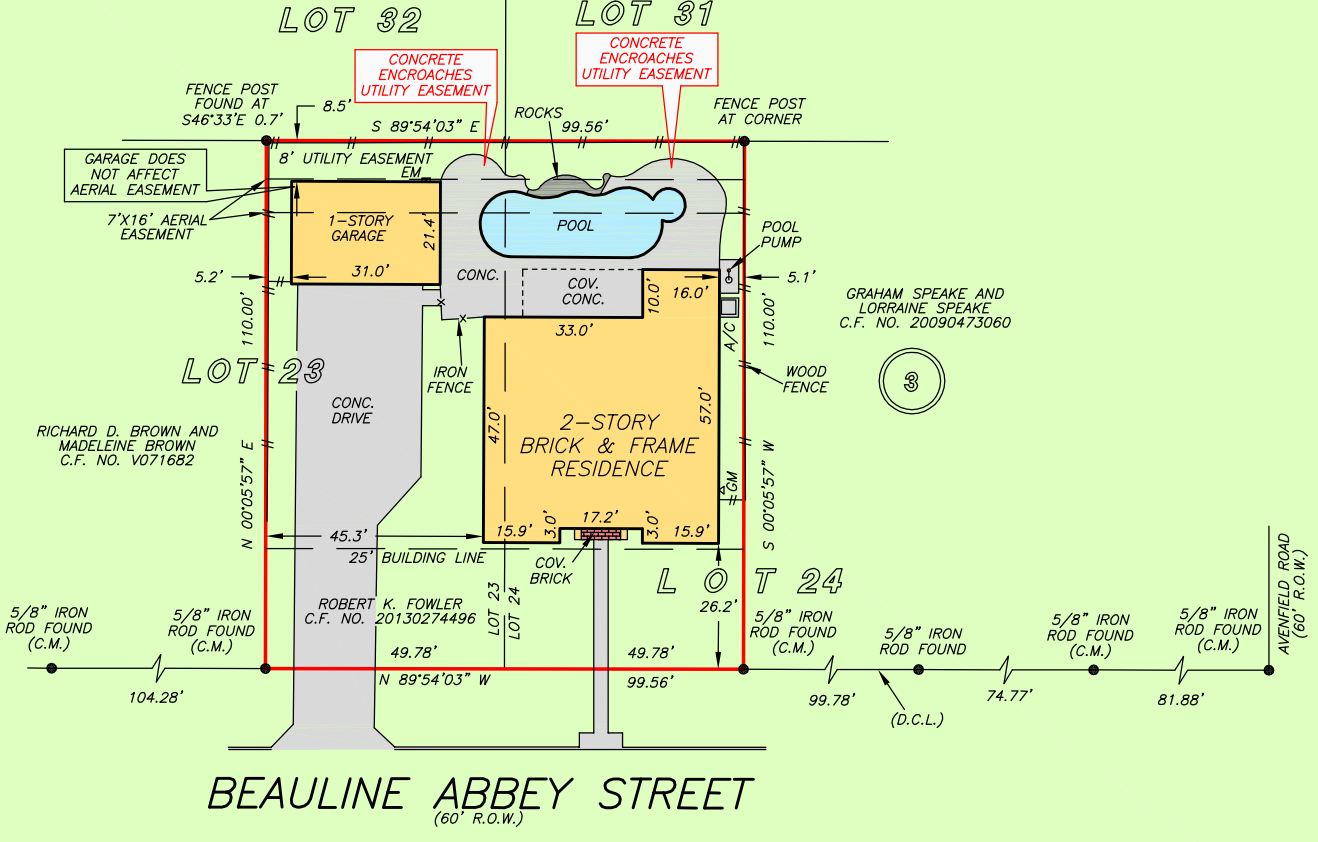 LOT 32
LOT 31
CONCRETE
ENCROACHES
UTILITY EASEMENT
CONCRETE
ENCROACHES
UTILITY EASEMENT
FENCE POST
FOUND AT
S46°33'E 0.7'
8.5'
S 89°54'03" E
ROCKS
99.56'
FENCE POST
AT CORNER
GARAGE DOES
NOT AFFECT
AERIAL EASEMENT
8' UTILITY EASEMENT
EM
7'X16' AERIAL
EASEMENT
1-STORY
GARAGE
21.4'
31.0'
5.2'
POOL
POOL
PUMP
CONC.
COV.
CONC.
10.0'
16.0'
5.1'
33.0'
A/C
110.00'
110.00'
GRAHAM SPEAKE AND
LORRAINE SPEAKE
C.F. NO. 20090473060
3
LOT 23
IRON
FENCE
WOOD
FENCE
CONC.
DRIVE
RICHARD D. BROWN AND
MADELEINE BROWN
C.F. NO. V071682
47.0'
57.0'
2-STORY
BRICK & FRAME
RESIDENCE
N 00°05'57" E
S 00°05'57" W
GM
45.3'
15.9'
3.0'
17.2'
3.0'
15.9'
25' BUILDING LINE
COV.
BRICK
LOT 24
26.2'
LOT 23
LOT 24
ROBERT K. FOWLER
C.F. NO. 20130274496
5/8" IRON
ROD FOUND
(C.M.)
5/8" IRON
ROD FOUND
(C.M.)
5/8" IRON
ROD FOUND
(C.M.)
5/8" IRON
ROD FOUND
5/8" IRON
ROD FOUND
(C.M.)
5/8" IRON
ROD FOUND
(C.M.)
AVENFIELD ROAD
(60' R.O.W.)
49.78'
49.78'
N 89°54'03" W
99.56'
104.28'
99.78'
(D.C.L.)
74.77'
81.88'
BEAULINE ABBEY STREET
(60' R.O.W.)